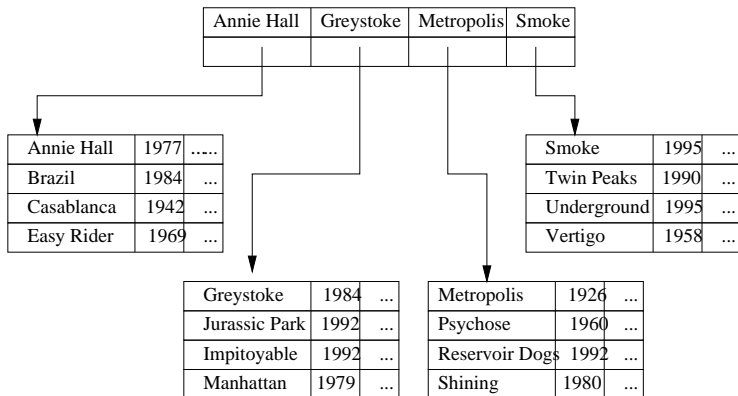 Annie Hall Greystoke Metropolis Smoke
Annie Hall 1977 ......
Brazil 1984 ...
Casablanca 1942 ...
Easy Rider 1969 ...
Smoke 1995 ...
Twin Peaks 1990 ...
Underground 1995 ...
Vertigo 1958 ...
Greystoke 1984 ...
Jurassic Park 1992 ...
Impitoyable 1992 ...
Manhattan 1979 ...
Metropolis 1926 ...
Psychose 1960 ...
Reservoir Dogs 1992 ...
Shining 1980 ...